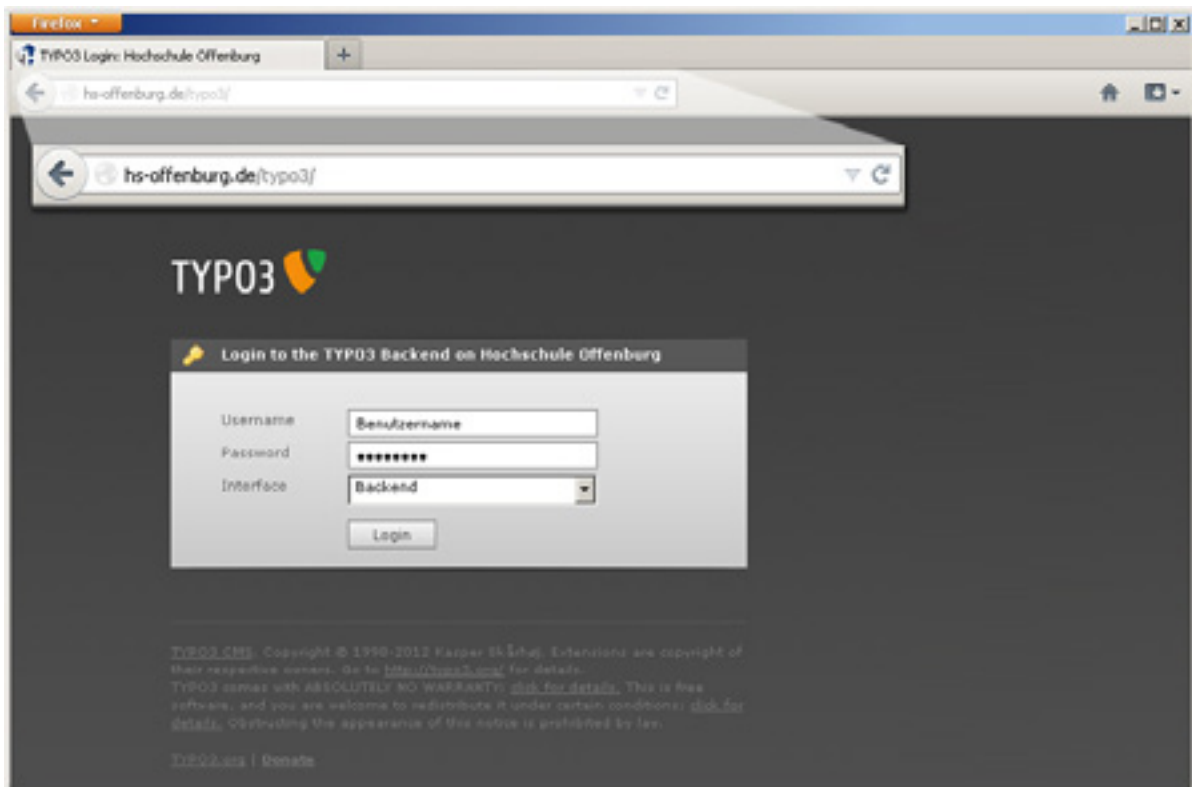 Firefox
TYPO3 Login: Hochschule Offenburg
hs-offenburg.de/typo3/
hs-offenburg.de/typo3/
TYPO3
Login to the TYPO3 Backend on Hochschule Offenburg
Username Benutzername
Password ••••••••
Interface Backend
Login
TYPO3 CMS. Copyright © 1998-2012 Kasper Skårhøj. Extensions are copyright of
their respective owners. Go to http://typo3.org/ for details.
TYPO3 comes with ABSOLUTELY NO WARRANTY; click for details. This is free
software, and you are welcome to redistribute it under certain conditions; click for
details. Obstructing the appearance of this notice is prohibited by law.
TYPO3.org | Donate